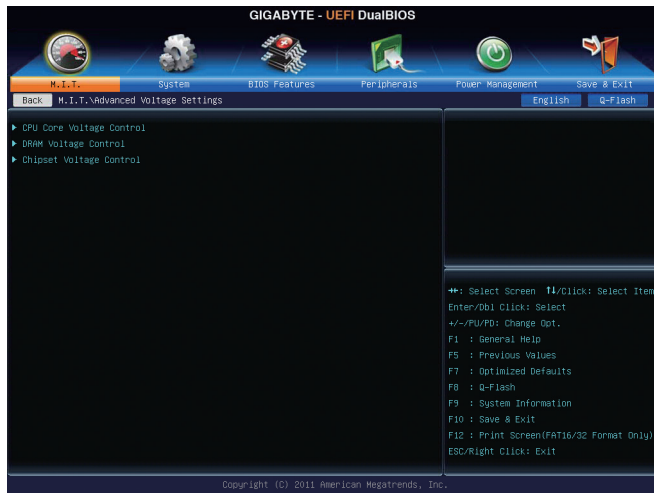 GIGABYTE - UEFI DualBIOS
M.I.T. System BIOS Features Peripherals Power Management Save & Exit
Back M.I.T.\Advanced Voltage Settings English Q-Flash
▶ CPU Core Voltage Control
▶ DRAM Voltage Control
▶ Chipset Voltage Control
→←: Select Screen ↑↓/Click: Select Item
Enter/Dbl Click: Select
+/-/PU/PD: Change Opt.
F1 : General Help
F5 : Previous Values
F7 : Optimized Defaults
F8 : Q-Flash
F9 : System Information
F10 : Save & Exit
F12 : Print Screen(FAT16/32 Format Only)
ESC/Right Click: Exit
Copyright (C) 2011 American Megatrends, Inc.